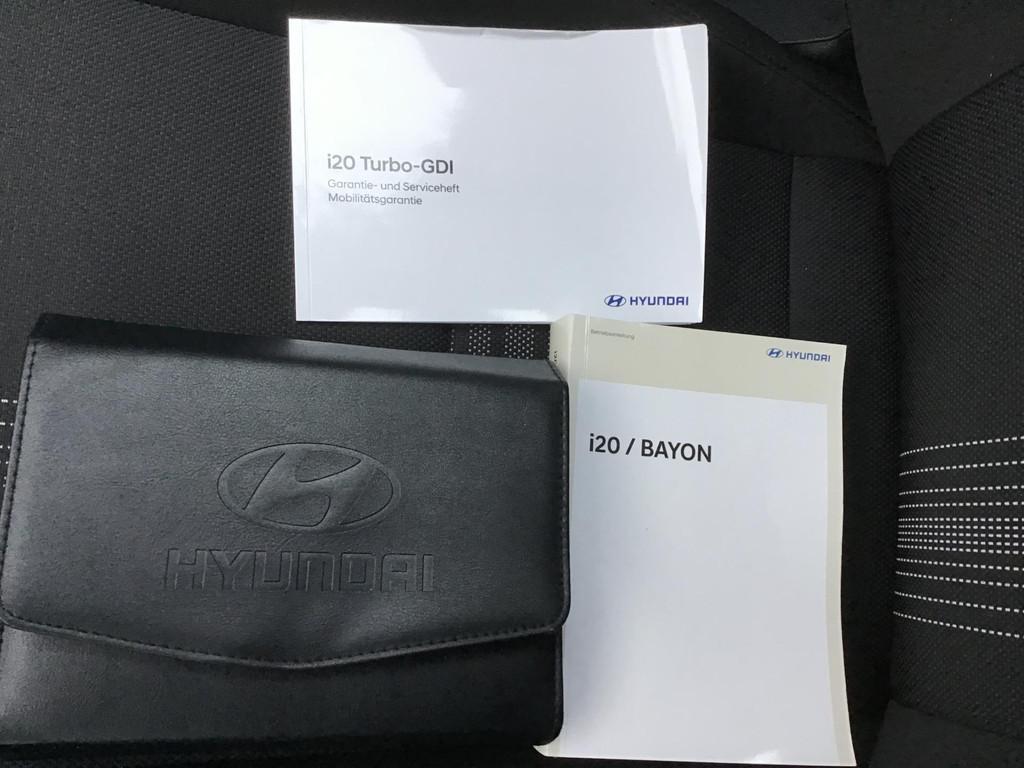 i20 Turbo-GDI
Garantie- und Serviceheft
Mobilitätsgarantie
HYUNDAI
Betriebsanleitung
HYUNDAI
i20 / BAYON
HYUNDAI